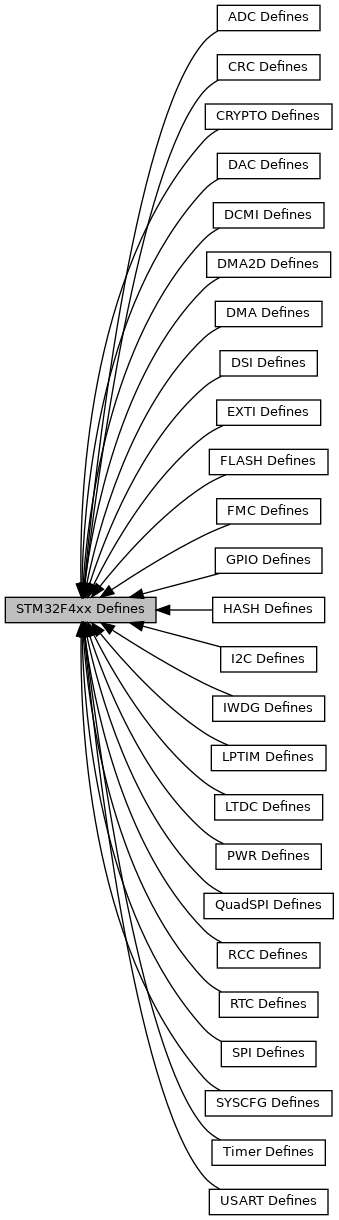 ADC Defines
CRC Defines
CRYPTO Defines
DAC Defines
DCMI Defines
DMA2D Defines
DMA Defines
DSI Defines
EXTI Defines
FLASH Defines
FMC Defines
GPIO Defines
STM32F4xx Defines
HASH Defines
I2C Defines
IWDG Defines
LPTIM Defines
LTDC Defines
PWR Defines
QuadSPI Defines
RCC Defines
RTC Defines
SPI Defines
SYSCFG Defines
Timer Defines
USART Defines